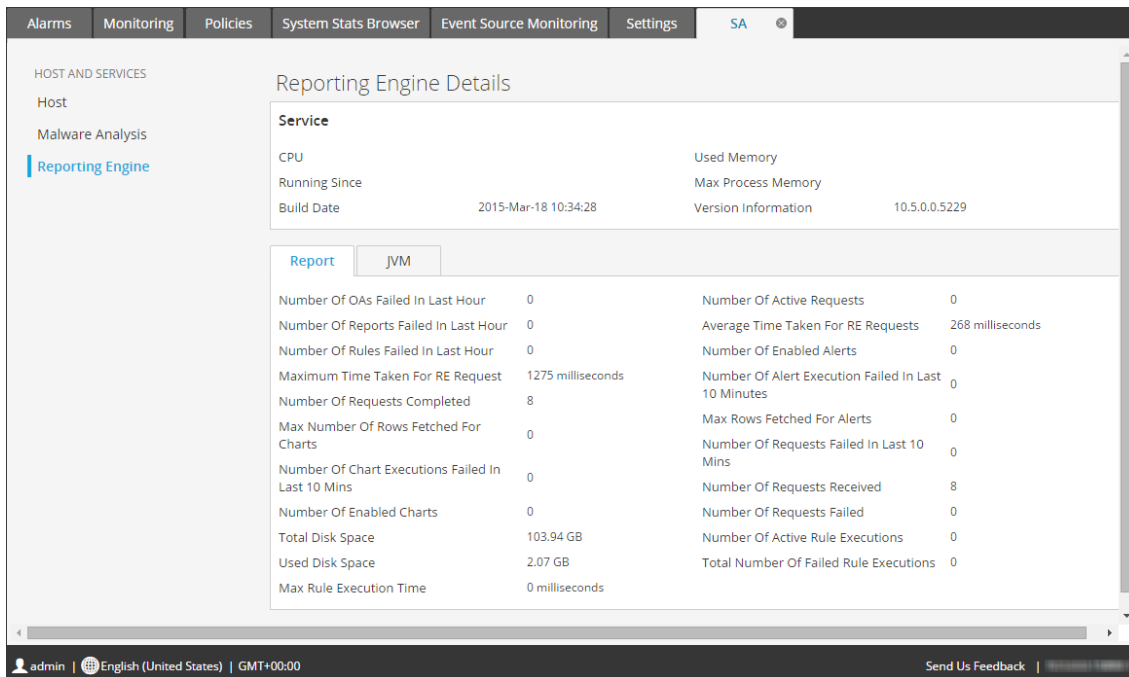 Alarms Monitoring Policies System Stats Browser Event Source Monitoring Settings SA
HOST AND SERVICES
Host
Malware Analysis
Reporting Engine
Reporting Engine Details
Service
CPU
Used Memory
Running Since
Max Process Memory
Build Date 2015-Mar-18 10:34:28
Version Information 10.5.0.0.5229
Report JVM
Number Of OAs Failed In Last Hour 0
Number Of Reports Failed In Last Hour 0
Number Of Rules Failed In Last Hour 0
Maximum Time Taken For RE Request 1275 milliseconds
Number Of Requests Completed 8
Max Number Of Rows Fetched For
Charts 0
Number Of Chart Executions Failed In
Last 10 Mins 0
Number Of Enabled Charts 0
Total Disk Space 103.94 GB
Used Disk Space 2.07 GB
Max Rule Execution Time 0 milliseconds
Number Of Active Requests 0
Average Time Taken For RE Requests 268 milliseconds
Number Of Enabled Alerts 0
Number Of Alert Execution Failed In Last
10 Minutes 0
Max Rows Fetched For Alerts 0
Number Of Requests Failed In Last 10
Mins 0
Number Of Requests Received 8
Number Of Requests Failed 0
Number Of Active Rule Executions 0
Total Number Of Failed Rule Executions 0
admin | English (United States) | GMT+00:00
Send Us Feedback |